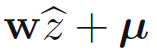 𝐰ẑ + 𝛍